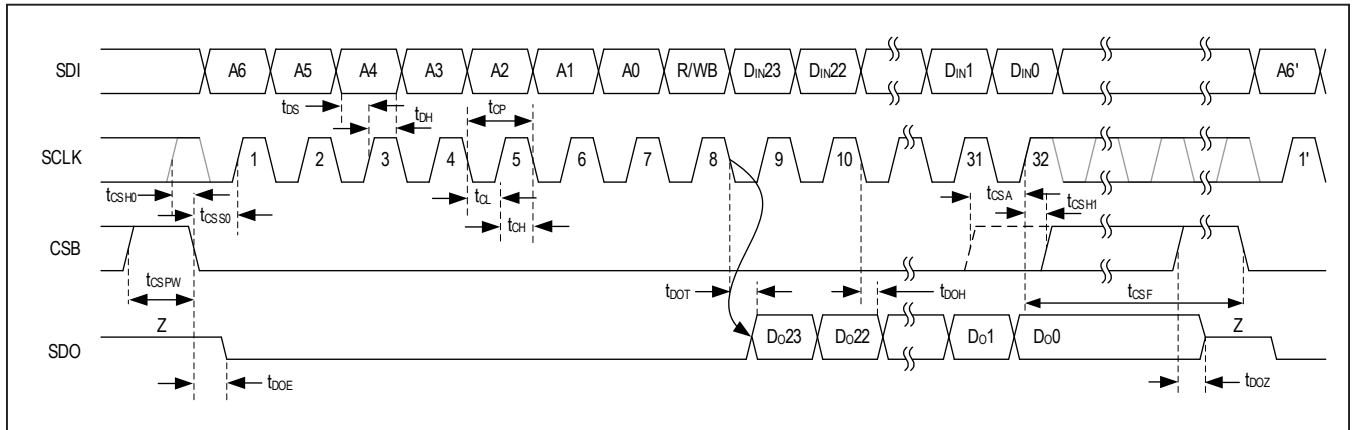 SDI A6 A5 A4 A3 A2 A1 A0 R/WB DIN23 DIN22 DIN1 DIN0 A6'
tDS tDH tCP
SCLK 1 2 3 4 5 6 7 8 9 10 31 32 1'
tCSH0 tCSS0 tCL tCH tCSA tCSH1
CSB
tCSPW tDOT tDOH tCSF
SDO Z DO23 DO22 DO1 DO0 Z
tDOE tDOZ